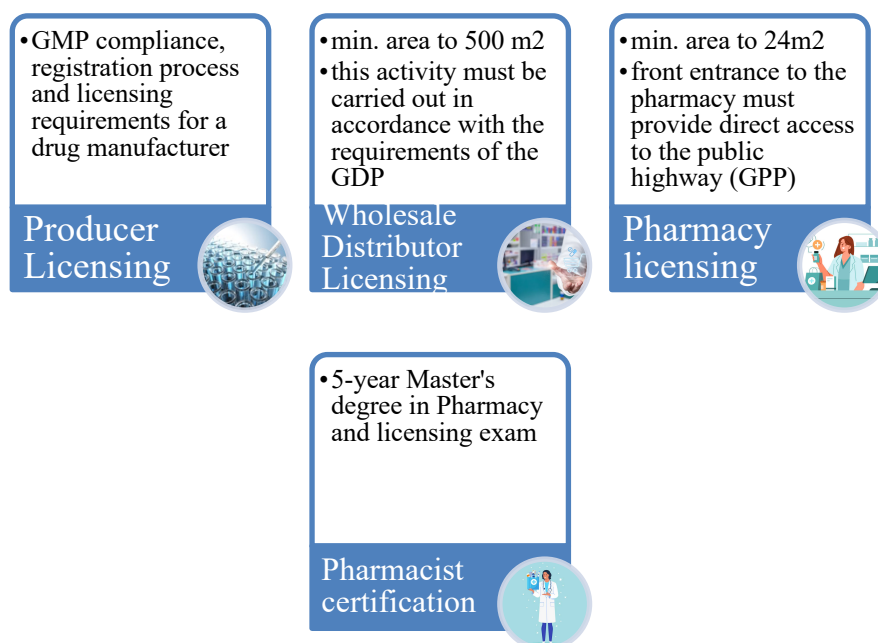 •GMP compliance,
registration process
and licensing
requirements for a
drug manufacturer
Producer
Licensing
•min. area to 500 m2
•this activity must be
carried out in
accordance with the
requirements of the
GDP
Wholesale
Distributor
Licensing
•min. area to 24m2
•front entrance to the
pharmacy must
provide direct access
to the public
highway (GPP)
Pharmacy
licensing
•5-year Master's
degree in Pharmacy
and licensing exam
Pharmacist
certification